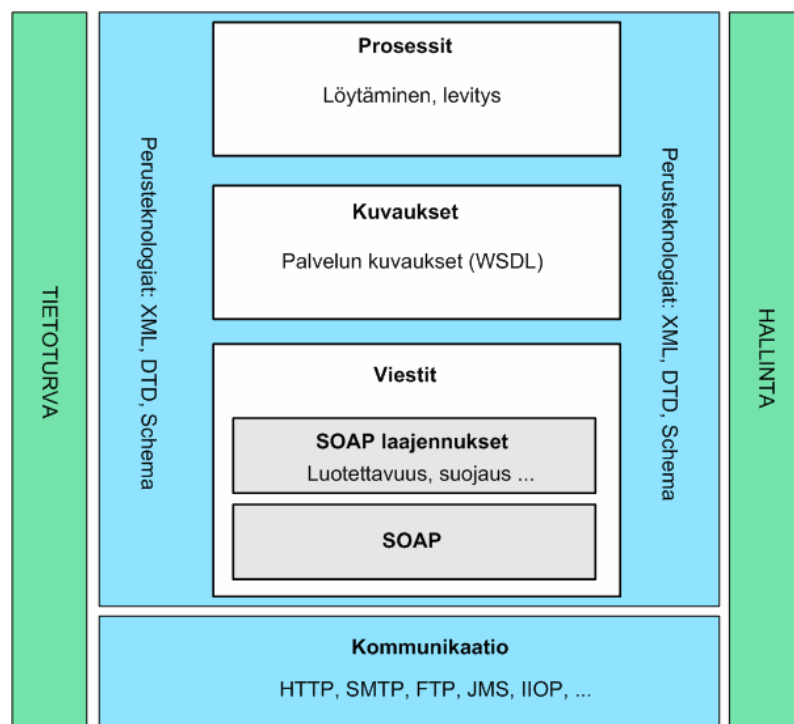 TIETOTURVA
Perusteknologiat: XML, DTD, Schema
Prosessit
Löytäminen, levitys
Kuvaukset
Palvelun kuvaukset (WSDL)
Viestit
SOAP laajennukset
Luotettavuus, suojaus ...
SOAP
Perusteknologiat: XML, DTD, Schema
HALLINTA
Kommunikaatio
HTTP, SMTP, FTP, JMS, IIOP, ...